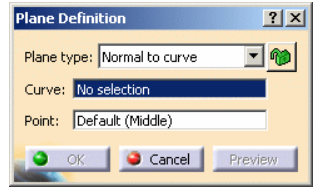 Plane Definition
Plane type: Normal to curve
Curve: No selection
Point: Default (Middle)
OK Cancel Preview